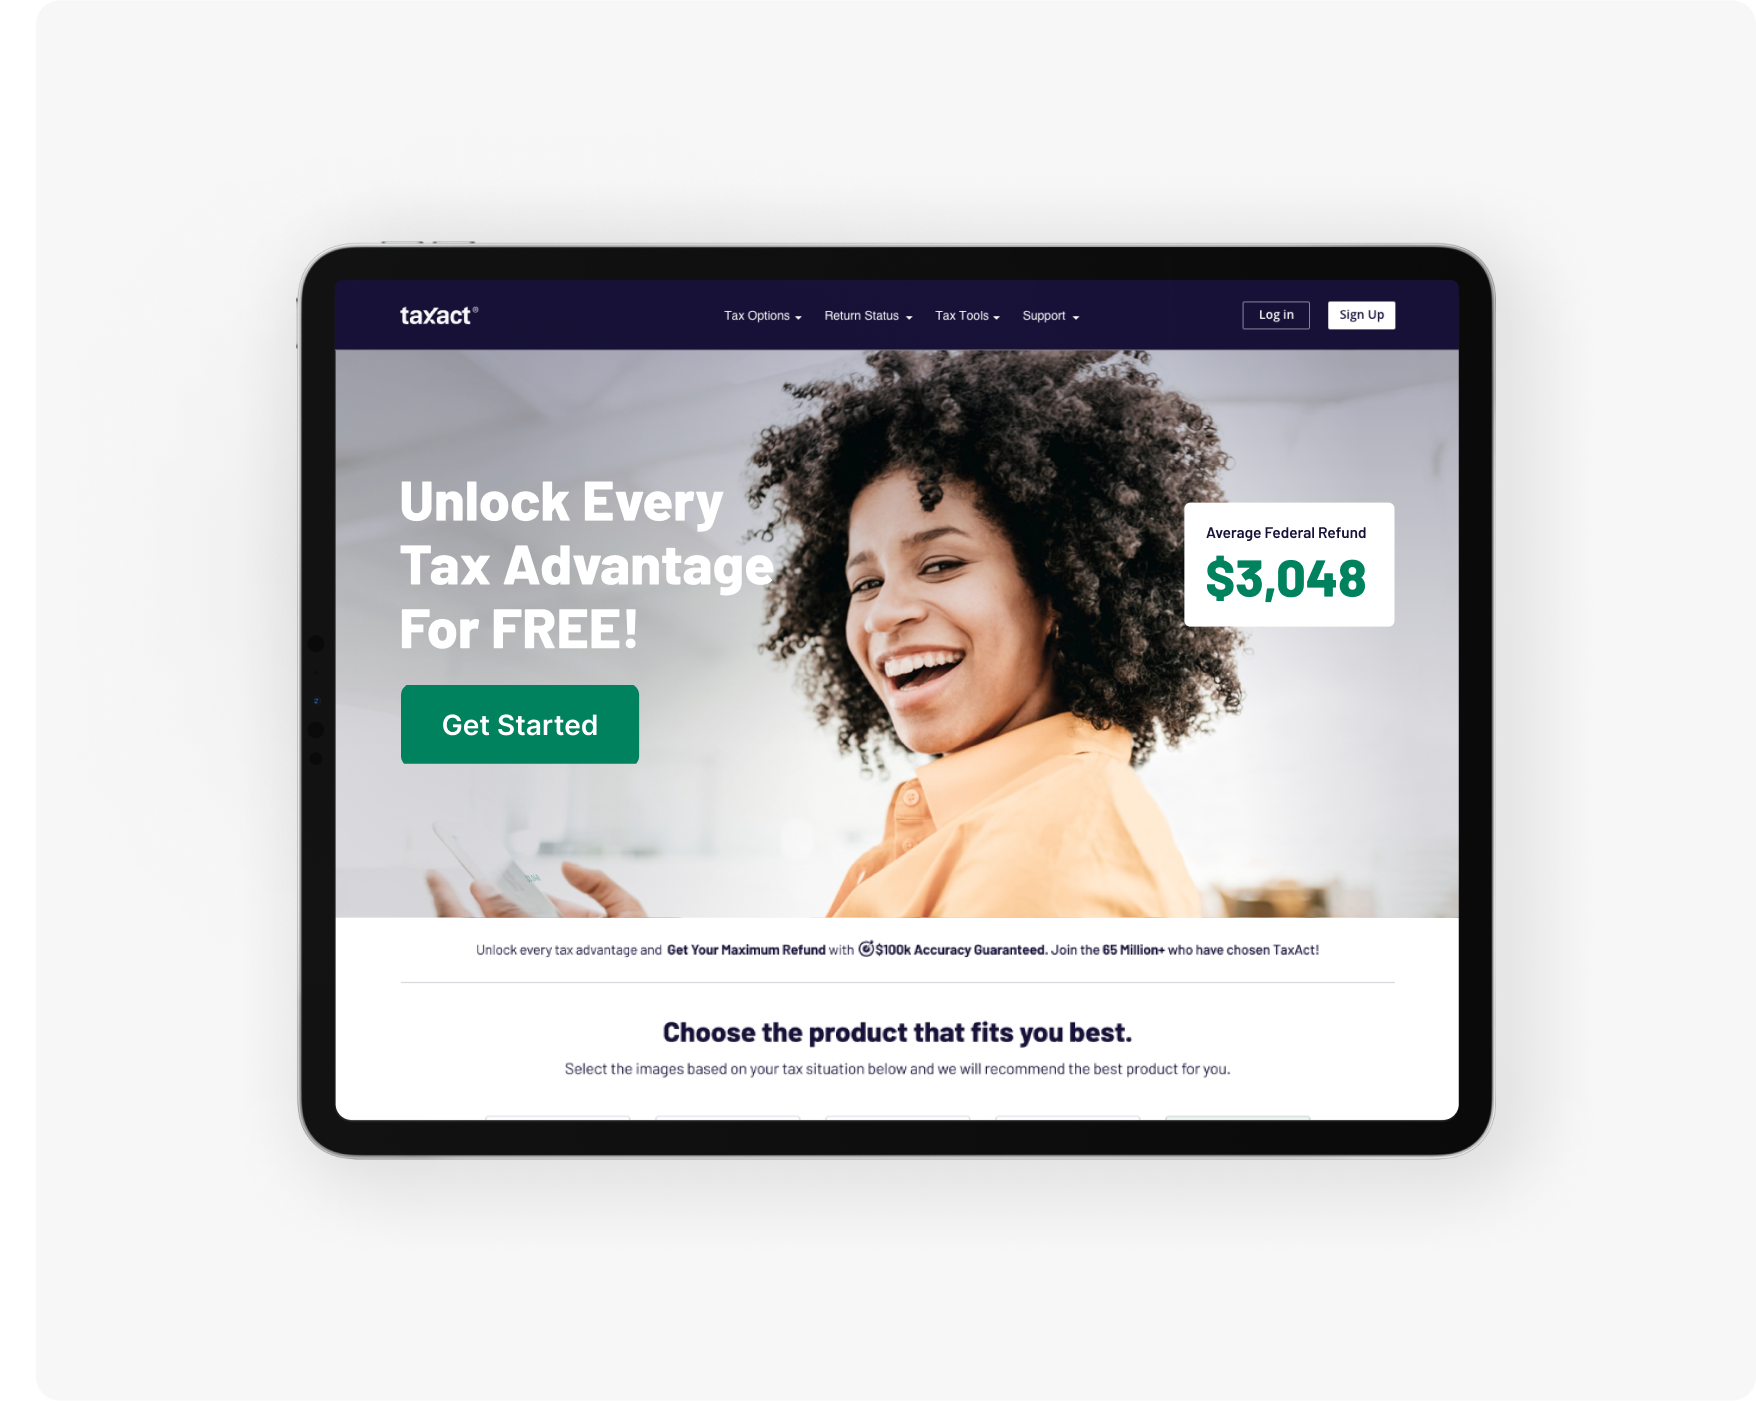 taxact®
Tax Options
Return Status
Tax Tools
Support
Log in
Sign Up
Unlock Every
Tax Advantage
For FREE!
Get Started
Average Federal Refund
$3,048
Unlock every tax advantage and Get Your Maximum Refund with $100k Accuracy Guaranteed. Join the 65 Million+ who have chosen TaxAct!
Choose the product that fits you best.
Select the images based on your tax situation below and we will recommend the best product for you.